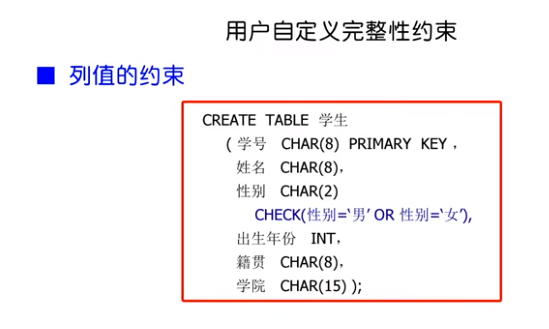 用户自定义完整性约束
■ 列值的约束
CREATE TABLE 学生
( 学号 CHAR(8) PRIMARY KEY ,
姓名 CHAR(8),
性别 CHAR(2)
CHECK(性别=‘男’ OR 性别=‘女’),
出生年份 INT,
籍贯 CHAR(8),
学院 CHAR(15) );